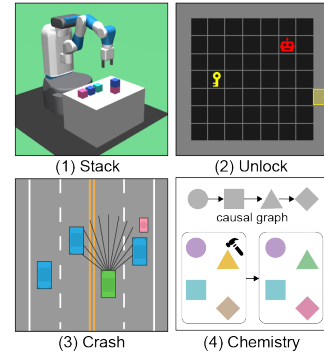 (1) Stack
(2) Unlock
causal graph
(3) Crash
(4) Chemistry